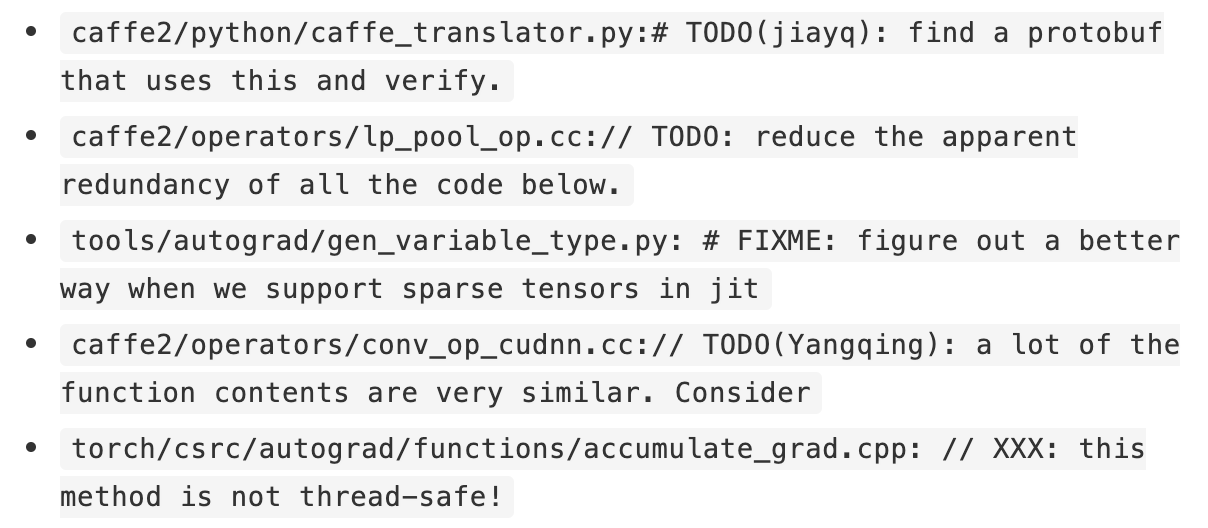 caffe2/python/caffe_translator.py:# TODO(jiayq): find a protobuf
that uses this and verify.
caffe2/operators/lp_pool_op.cc:// TODO: reduce the apparent
redundancy of all the code below.
tools/autograd/gen_variable_type.py: # FIXME: figure out a better
way when we support sparse tensors in jit
caffe2/operators/conv_op_cudnn.cc:// TODO(Yangqing): a lot of the
function contents are very similar. Consider
torch/csrc/autograd/functions/accumulate_grad.cpp: // XXX: this
method is not thread-safe!